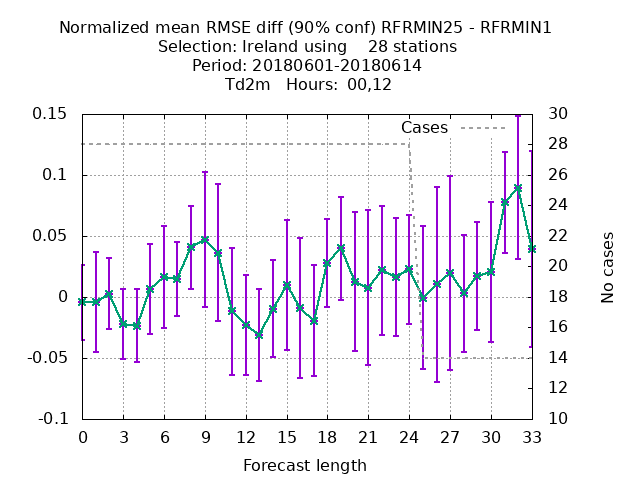 Normalized mean RMSE diff (90% conf) RFRMIN25 - RFRMIN1
Selection: Ireland using    28 stations
Period: 20180601-20180614
Td2m   Hours:  00,12
Cases
0.15
0.1
0.05
0
-0.05
-0.1
30
28
26
24
22
20
18
16
14
12
10
No cases
0 3 6 9 12 15 18 21 24 27 30 33
Forecast length